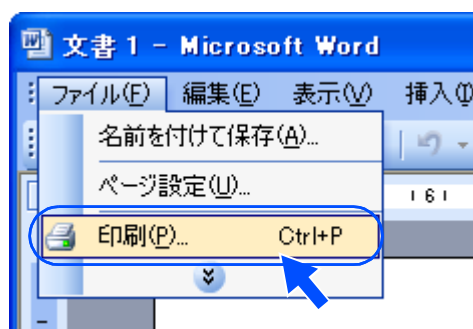 文書 1 - Microsoft Word
ファイル(F) 編集(E) 表示(V) 挿入(I
名前を付けて保存(A)...
ページ設定(U)...
6
印刷(P)... Ctrl+P